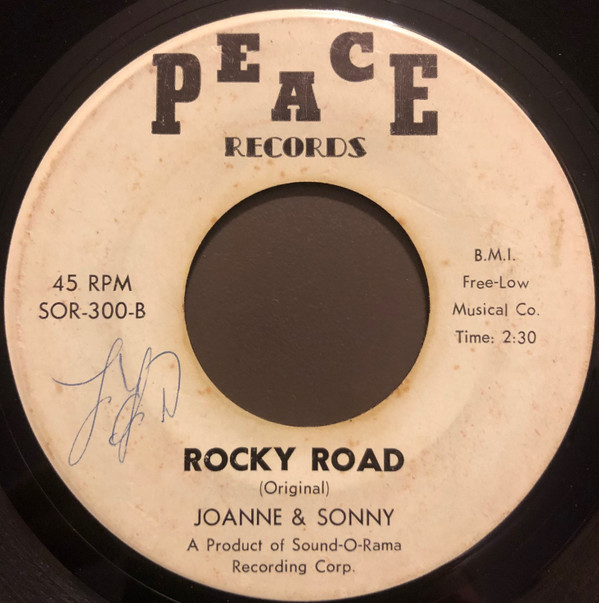 PEACE
RECORDS
45 RPM
SOR-300-B
B.M.I.
Free-Low
Musical Co.
Time: 2:30
ROCKY ROAD
(Original)
JOANNE & SONNY
A Product of Sound-O-Rama
Recording Corp.